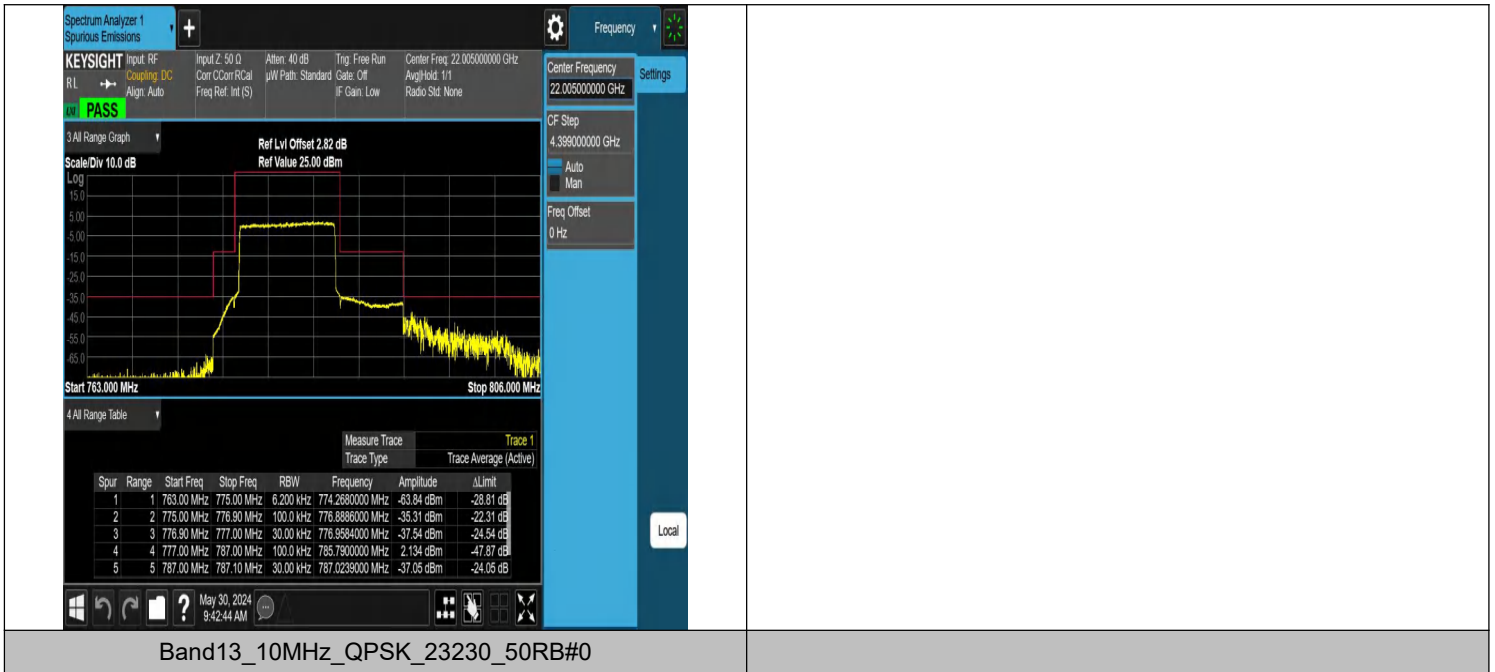 Spectrum Analyzer 1
Spurious Emissions
+
Frequency
KEYSIGHT Input: RF Input Z: 50 Ω Atten: 40 dB Trig: Free Run Center Freq: 22.005000000 GHz
RL Coupling: DC Corr CCorr RCal µW Path: Standard Gate: Off Avg|Hold: 1/1
Align: Auto Freq Ref: Int (S) IF Gain: Low Radio Std: None
PASS
Center Frequency
22.005000000 GHz
Settings
CF Step
4.399000000 GHz
Auto
Man
Freq Offset
0 Hz
3 All Range Graph
Ref Lvl Offset 2.82 dB
Scale/Div 10.0 dB Ref Value 25.00 dBm
Log
15.0
5.00
-5.00
-15.0
-25.0
-35.0
-45.0
-55.0
-65.0
Start 763.000 MHz Stop 806.000 MHz
4 All Range Table
Measure Trace Trace 1
Trace Type Trace Average (Active)
Spur Range Start Freq Stop Freq RBW Frequency Amplitude ΔLimit
1 1 763.00 MHz 775.00 MHz 6.200 kHz 774.2680000 MHz -63.84 dBm -28.81 dB
2 2 775.00 MHz 776.90 MHz 100.0 kHz 776.8886000 MHz -35.31 dBm -22.31 dB
3 3 776.90 MHz 777.00 MHz 30.00 kHz 776.9584000 MHz -37.54 dBm -24.54 dB
4 4 777.00 MHz 787.00 MHz 100.0 kHz 785.7900000 MHz 2.134 dBm -47.87 dB
5 5 787.00 MHz 787.10 MHz 30.00 kHz 787.0239000 MHz -37.05 dBm -24.05 dB
Local
? May 30, 2024
9:42:44 AM
Band13_10MHz_QPSK_23230_50RB#0